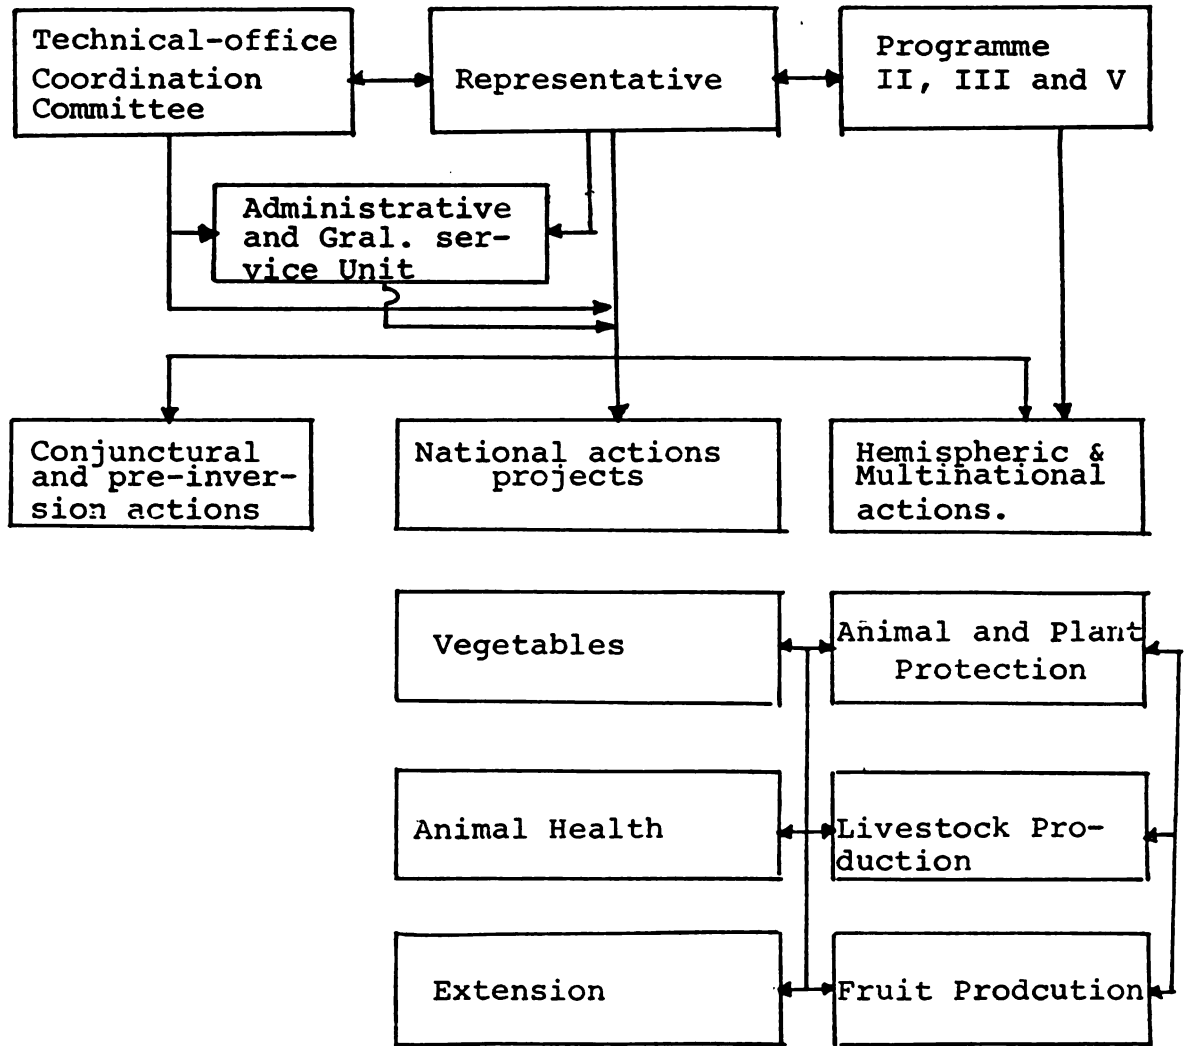 Technical-office
Coordination
Committee
Representative
Programme
II, III and V
Administrative
and Gral. ser-
vice Unit
Conjunctural
and pre-inver-
sion actions
National actions
projects
Hemispheric &
Multinational
actions.
Vegetables
Animal and Plant
Protection
Animal Health
Livestock Pro-
duction
Extension
Fruit Prodcution